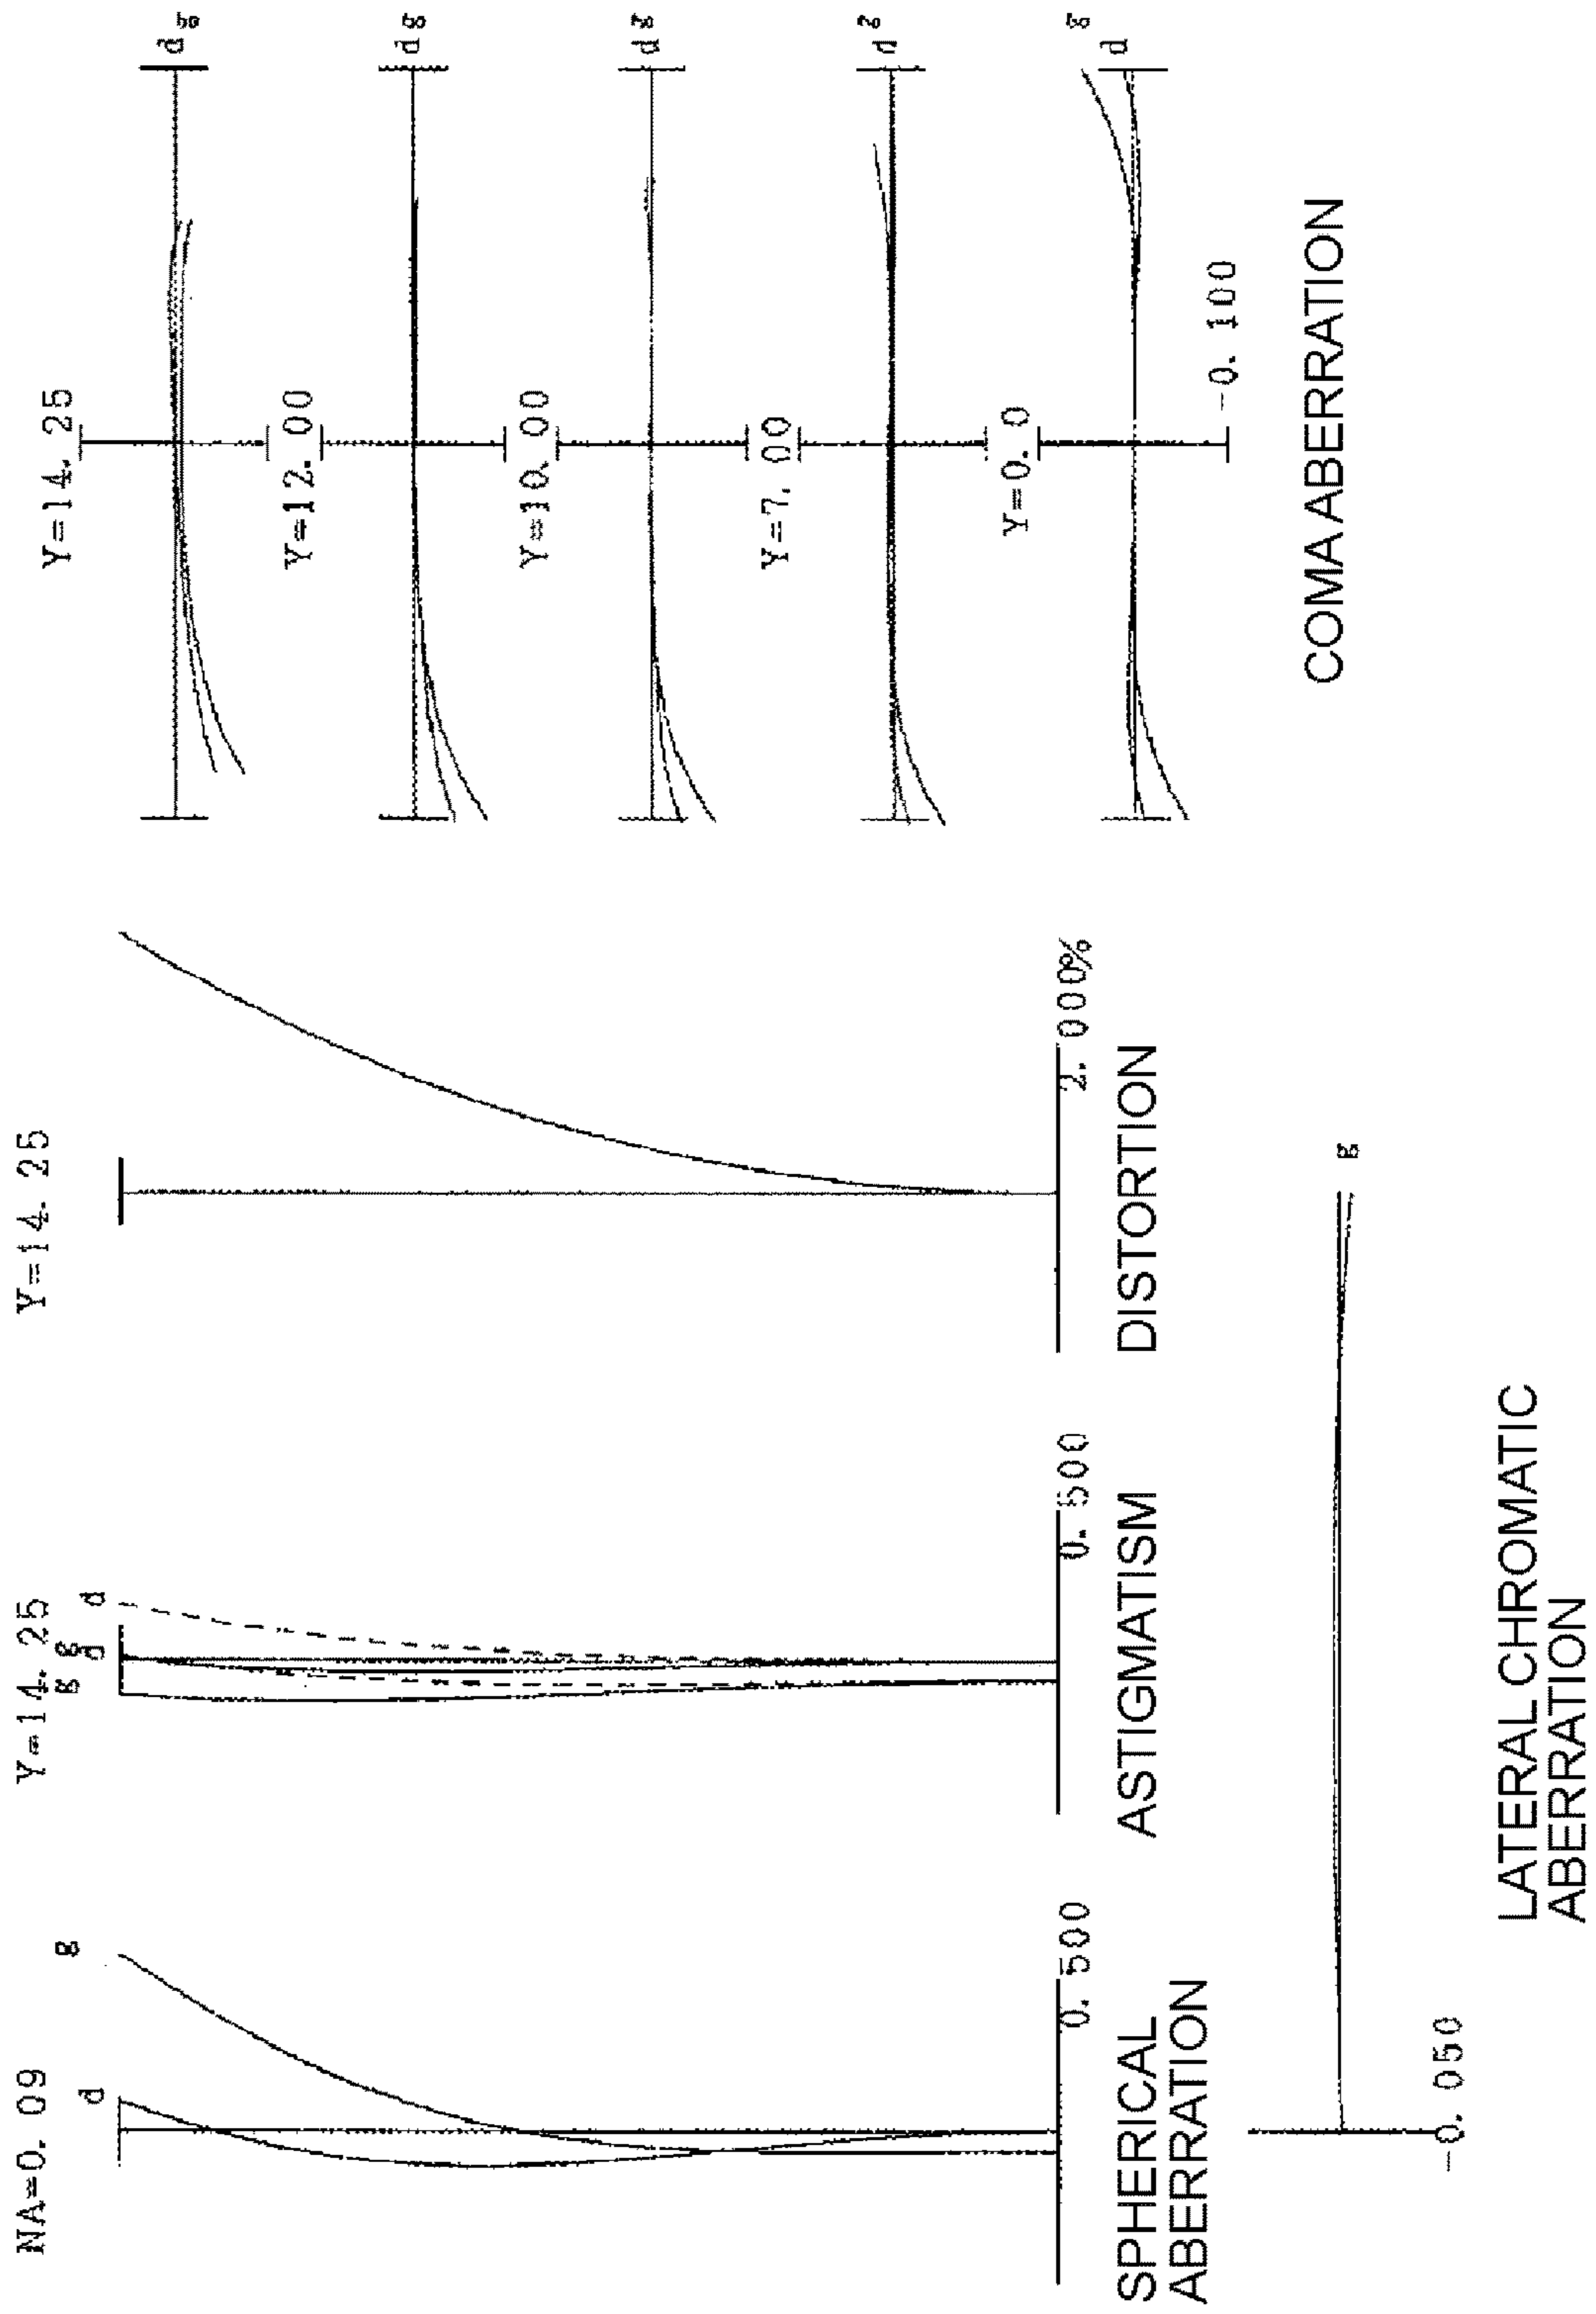 NA=0. 09
d
g
0. 500
SPHERICAL
ABERRATION
Y=14. 25
g
d
g
d
0. 500
ASTIGMATISM
Y=14. 25
2. 000%
DISTORTION
Y=14. 25
d
g
Y=12. 00
d
g
Y=10. 00
d
g
Y=7. 00
d
g
Y=0. 0
d
g
-0. 100
COMA ABERRATION
g
-0. 050
LATERAL CHROMATIC
ABERRATION